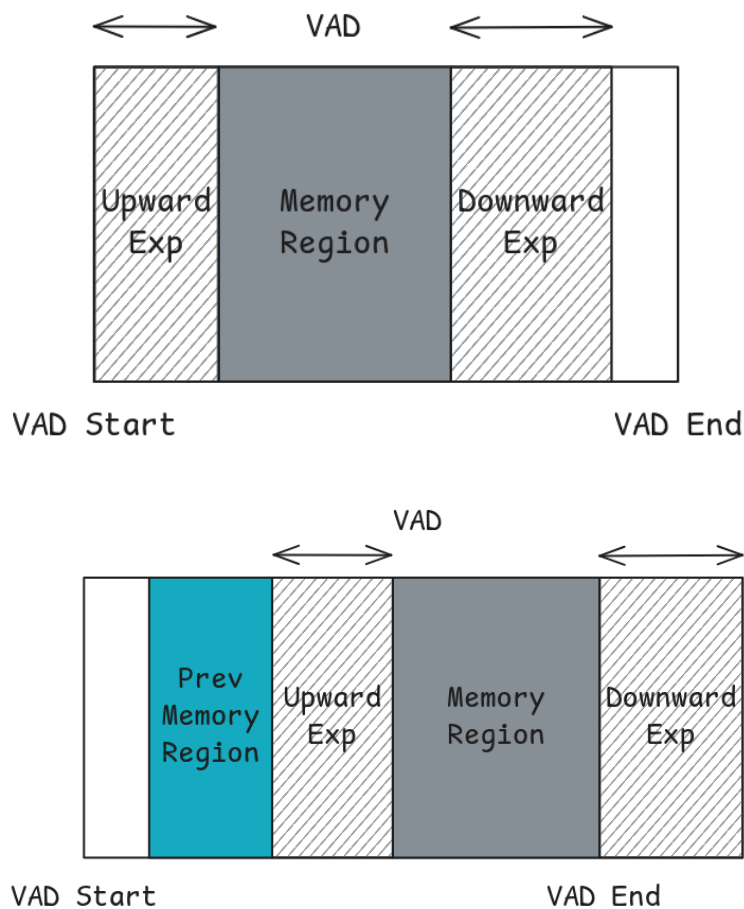 VAD
Upward
Exp
Memory
Region
Downward
Exp
VAD Start
VAD End
VAD
Prev
Memory
Region
Upward
Exp
Memory
Region
Downward
Exp
VAD Start
VAD End